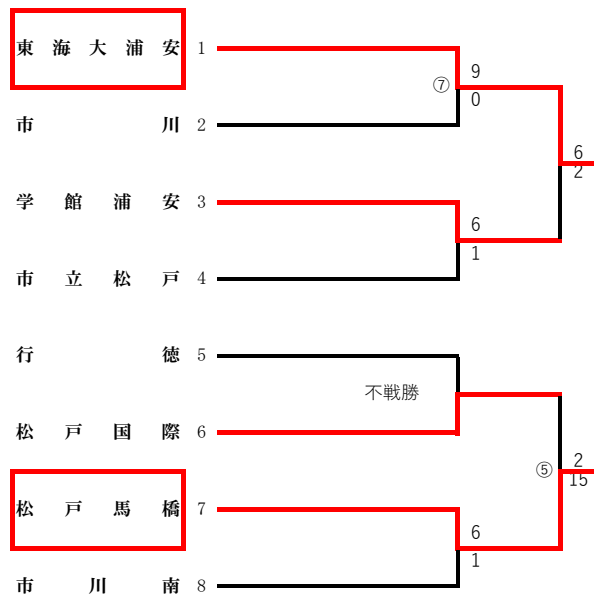 東海大浦安 1
9
⑦
0
市川 2
6
2
学館浦安 3
6
1
市立松戸 4
行徳 5
不戦勝
松戸国際 6
2
⑤
15
松戸馬橋 7
6
1
市川南 8